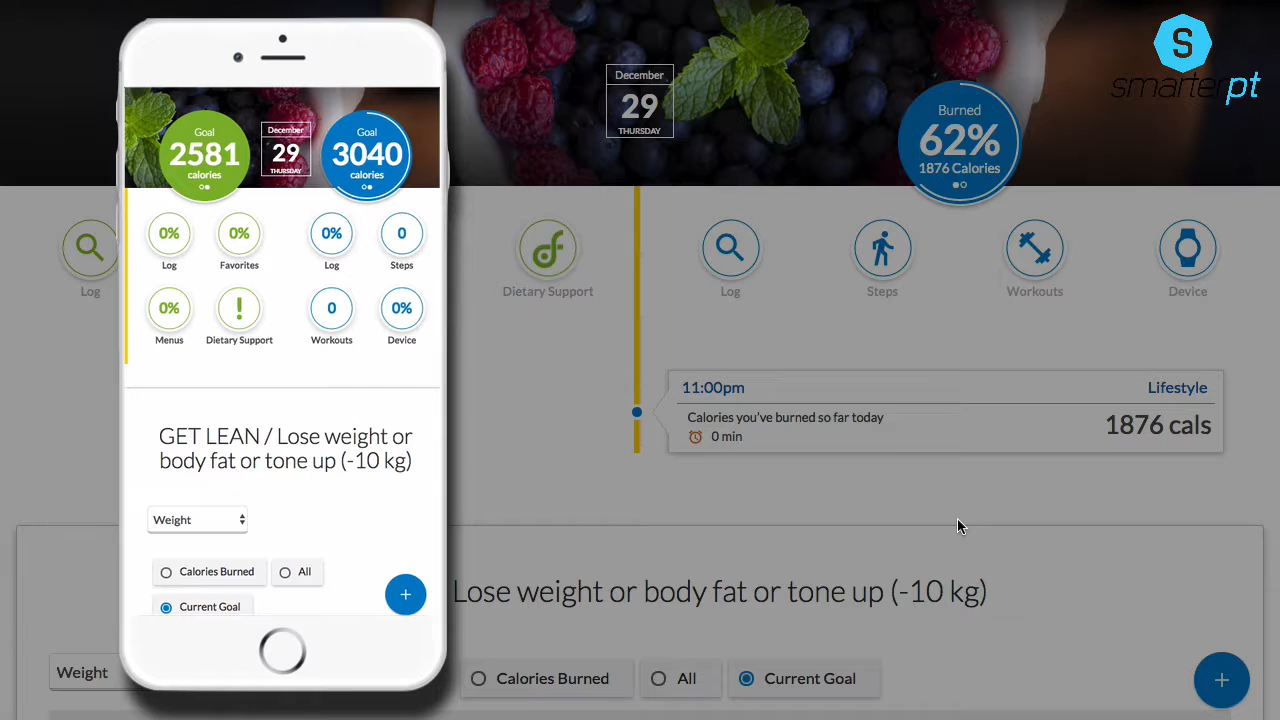 S
smarterpt
December
29
THURSDAY
Burned
62%
1876 Calories
Goal
2581
calories
December
29
THURSDAY
Goal
3040
calories
0%
Log
0%
Favorites
0%
Log
0
Steps
0%
Menus
!
Dietary Support
0
Workouts
0%
Device
GET LEAN / Lose weight or
body fat or tone up (-10 kg)
Weight
Calories Burned
All
Current Goal
+
Log
Dietary Support
Log
Steps
Workouts
Device
11:00pm Lifestyle
Calories you've burned so far today
0 min
1876 cals
Lose weight or body fat or tone up (-10 kg)
Weight
Calories Burned
All
Current Goal
+